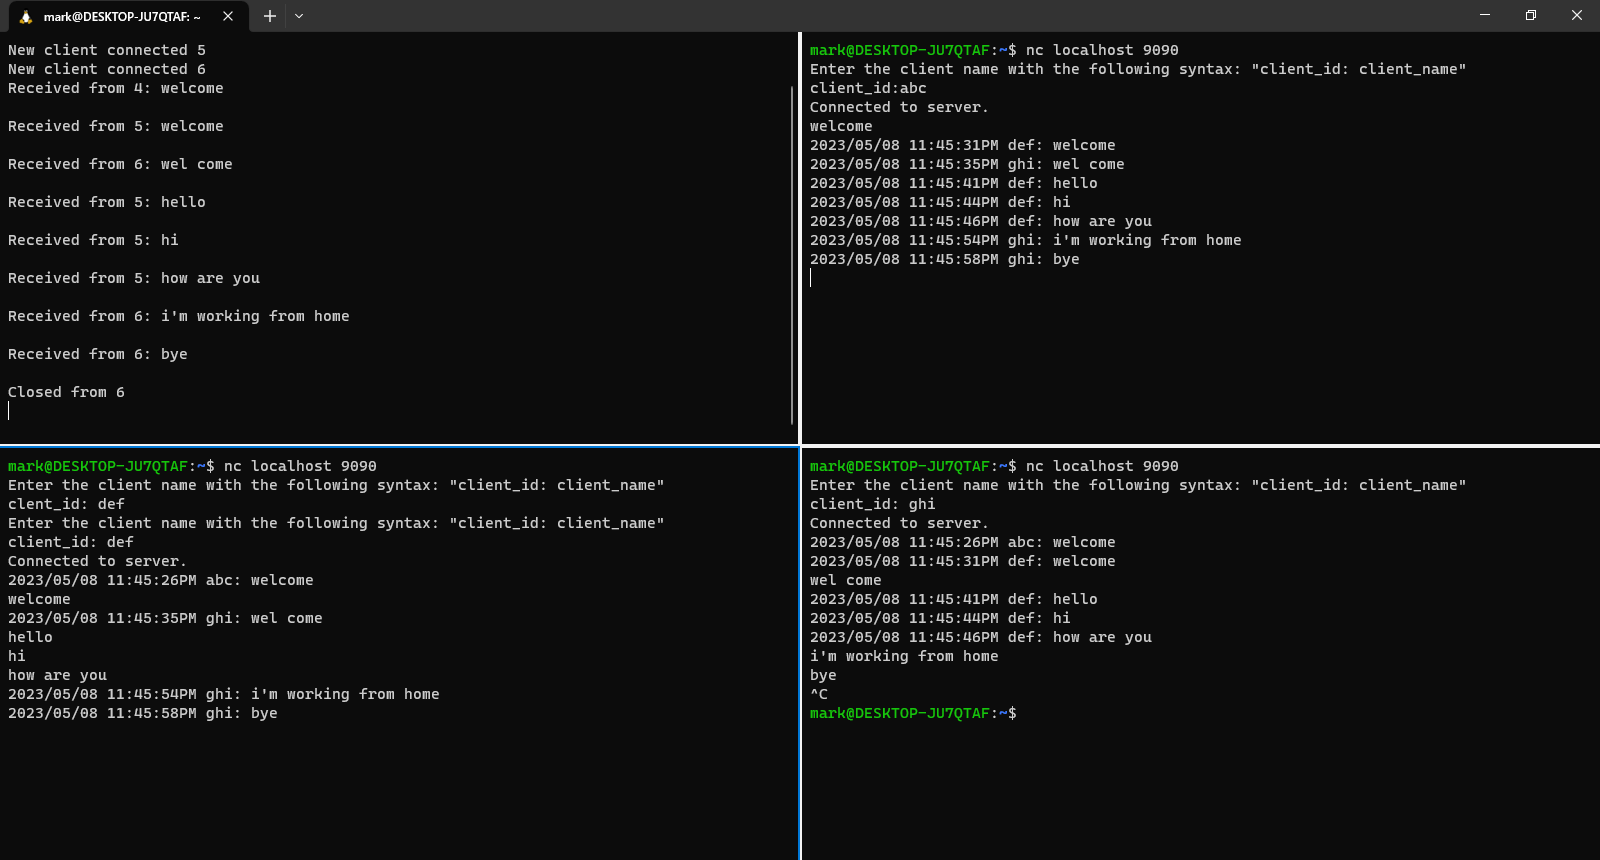 mark@DESKTOP-JU7QTAF: ~
New client connected 5
New client connected 6
Received from 4: welcome
Received from 5: welcome
Received from 6: wel come
Received from 5: hello
Received from 5: hi
Received from 5: how are you
Received from 6: i'm working from home
Received from 6: bye
Closed from 6
mark@DESKTOP-JU7QTAF:~$ nc localhost 9090
Enter the client name with the following syntax: "client_id: client_name"
client_id:abc
Connected to server.
welcome
2023/05/08 11:45:31PM def: welcome
2023/05/08 11:45:35PM ghi: wel come
2023/05/08 11:45:41PM def: hello
2023/05/08 11:45:44PM def: hi
2023/05/08 11:45:46PM def: how are you
2023/05/08 11:45:54PM ghi: i'm working from home
2023/05/08 11:45:58PM ghi: bye
mark@DESKTOP-JU7QTAF:~$ nc localhost 9090
Enter the client name with the following syntax: "client_id: client_name"
clent_id: def
Enter the client name with the following syntax: "client_id: client_name"
client_id: def
Connected to server.
2023/05/08 11:45:26PM abc: welcome
welcome
2023/05/08 11:45:35PM ghi: wel come
hello
hi
how are you
2023/05/08 11:45:54PM ghi: i'm working from home
2023/05/08 11:45:58PM ghi: bye
mark@DESKTOP-JU7QTAF:~$ nc localhost 9090
Enter the client name with the following syntax: "client_id: client_name"
client_id: ghi
Connected to server.
2023/05/08 11:45:26PM abc: welcome
2023/05/08 11:45:31PM def: welcome
wel come
2023/05/08 11:45:41PM def: hello
2023/05/08 11:45:44PM def: hi
2023/05/08 11:45:46PM def: how are you
i'm working from home
bye
^C
mark@DESKTOP-JU7QTAF:~$